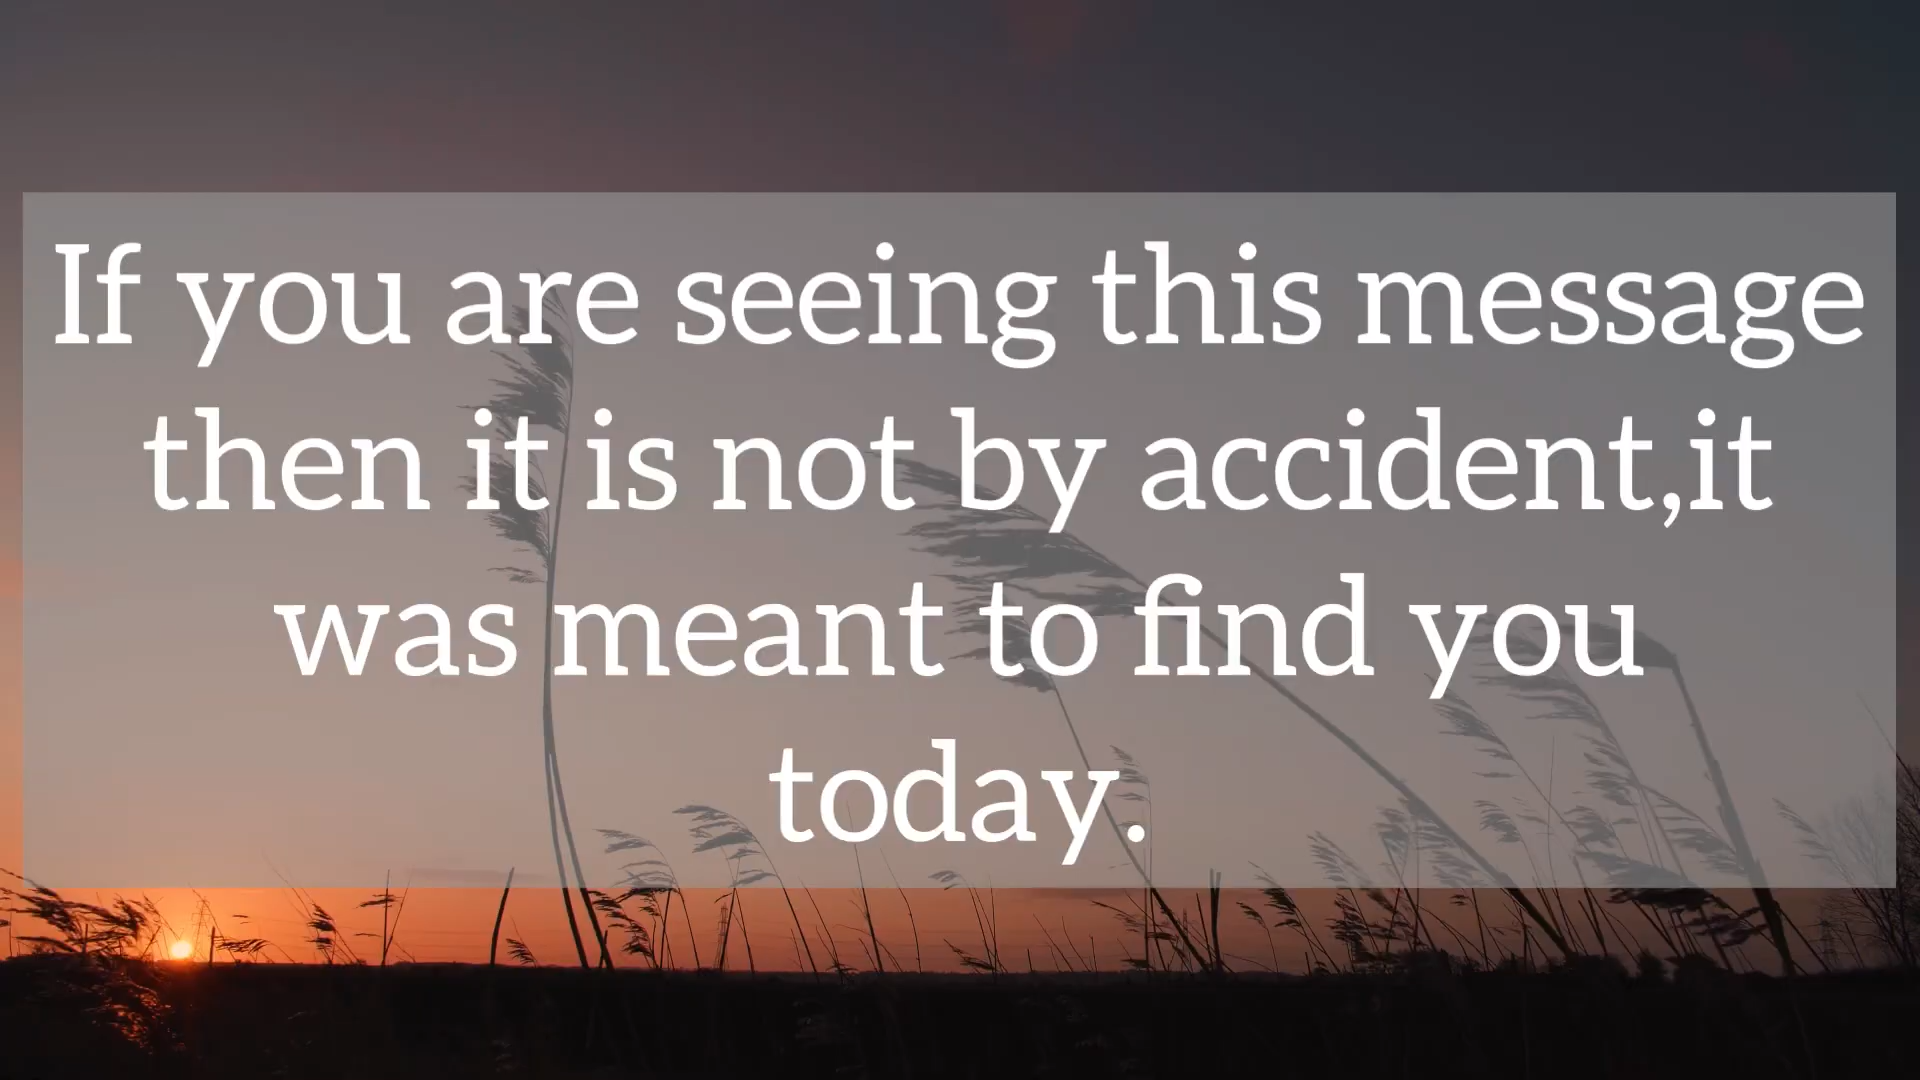 If you are seeing this message
then it is not by accident,it
was meant to find you
today.